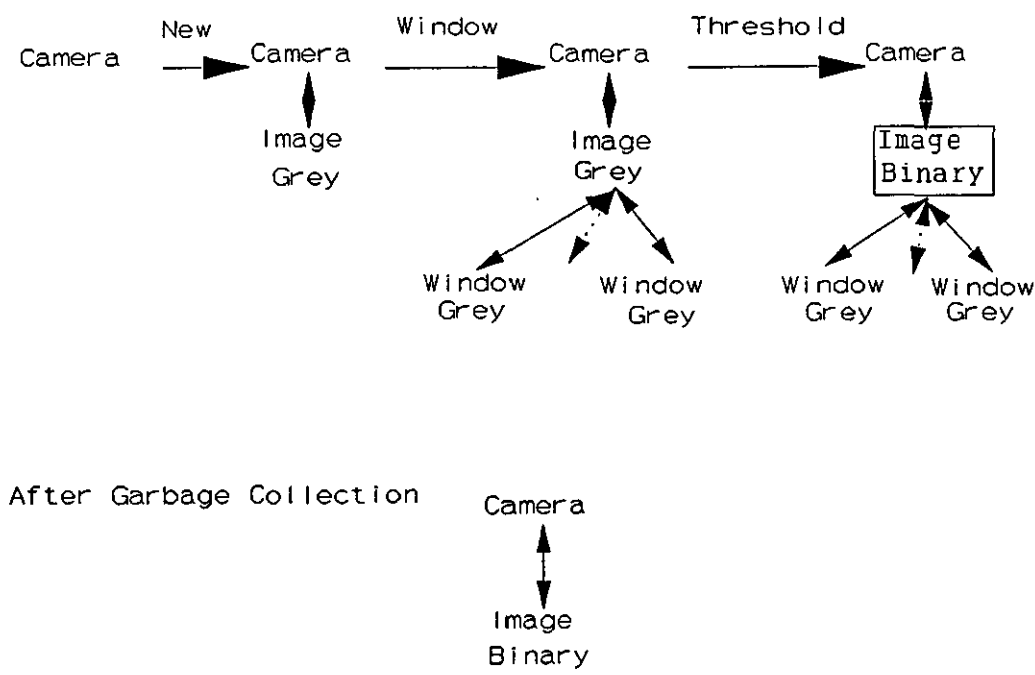 New Window Threshold
Camera Camera Camera Camera
Image Image Image
Grey Grey Binary
Window Window Window Window
Grey Grey Grey Grey
After Garbage Collection Camera
Image
Binary